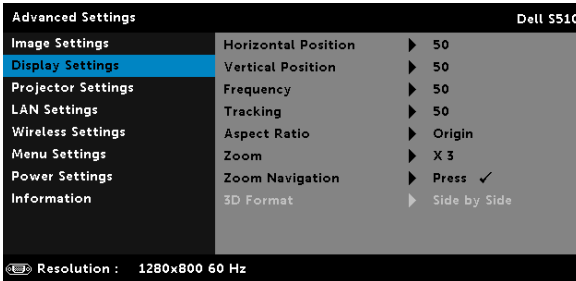 Advanced Settings Dell S510
Image Settings
Display Settings
Projector Settings
LAN Settings
Wireless Settings
Menu Settings
Power Settings
Information
Horizontal Position 50
Vertical Position 50
Frequency 50
Tracking 50
Aspect Ratio Origin
Zoom X 3
Zoom Navigation Press ✓
3D Format Side by Side
Resolution : 1280x800 60 Hz